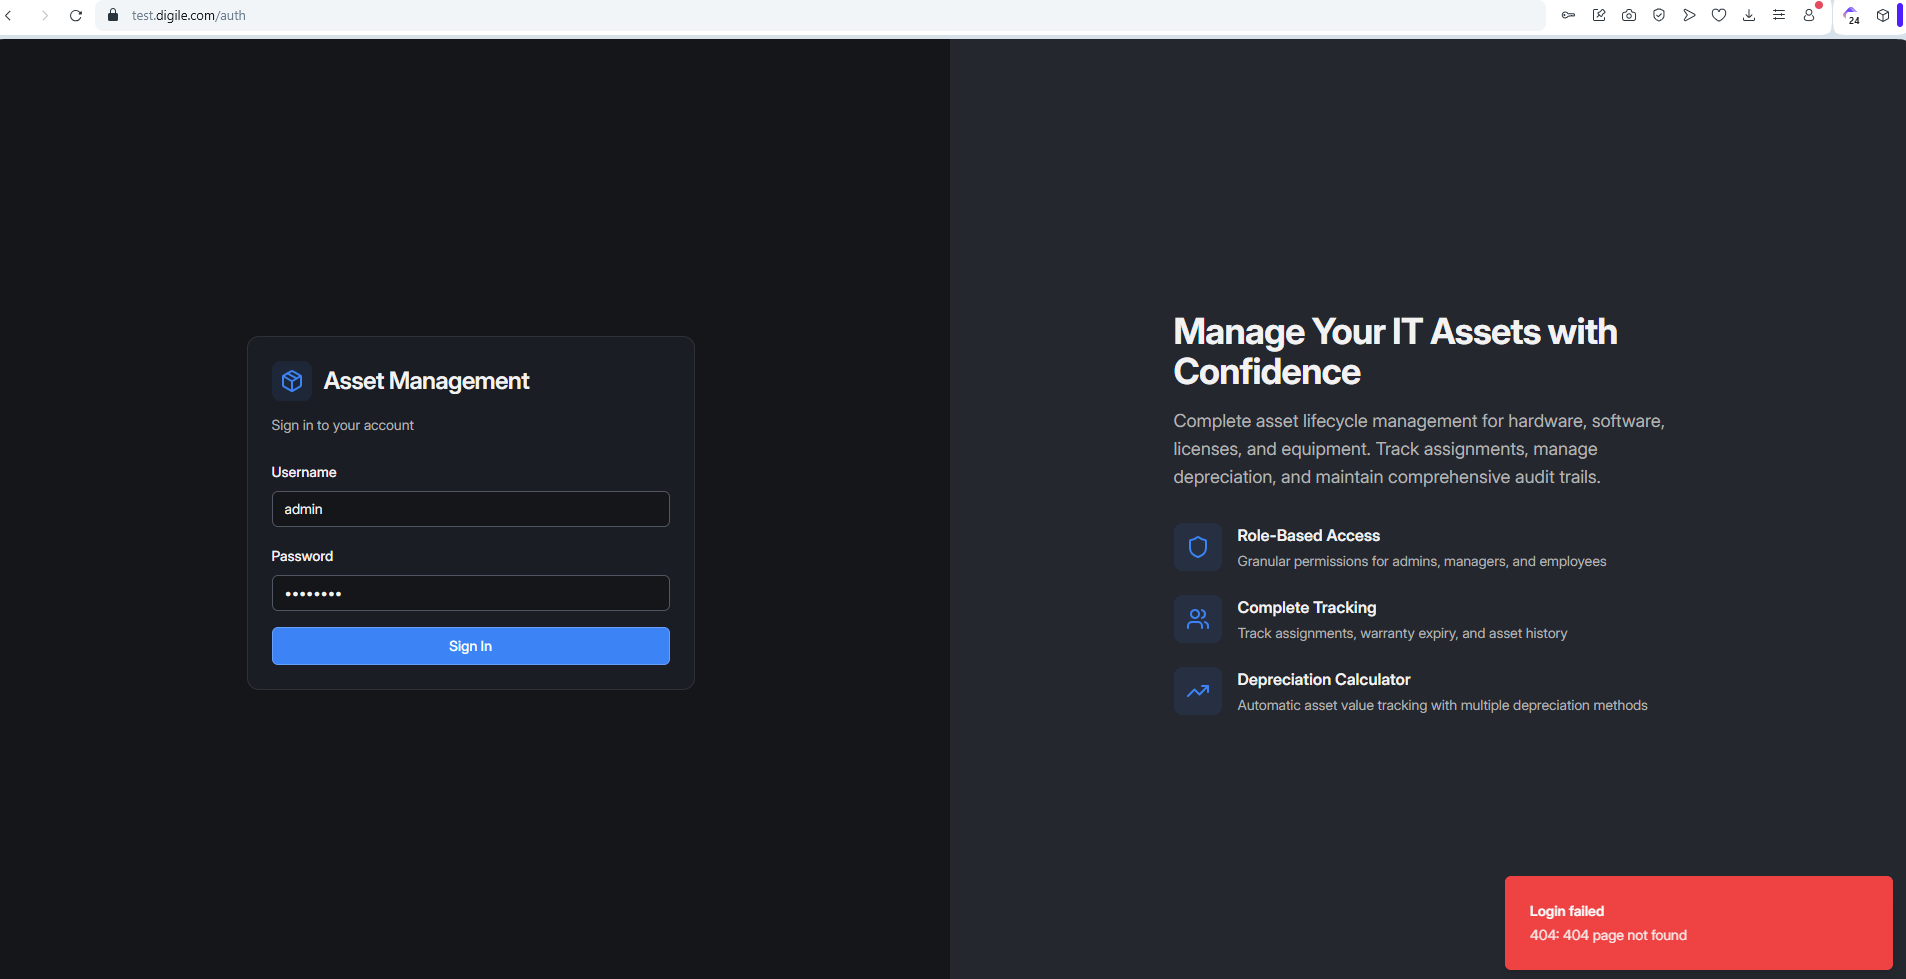 test.digile.com/auth
24
Asset Management
Sign in to your account
Username
admin
Password
••••••••
Sign In
Manage Your IT Assets with
Confidence
Complete asset lifecycle management for hardware, software,
licenses, and equipment. Track assignments, manage
depreciation, and maintain comprehensive audit trails.
Role-Based Access
Granular permissions for admins, managers, and employees
Complete Tracking
Track assignments, warranty expiry, and asset history
Depreciation Calculator
Automatic asset value tracking with multiple depreciation methods
Login failed
404: 404 page not found